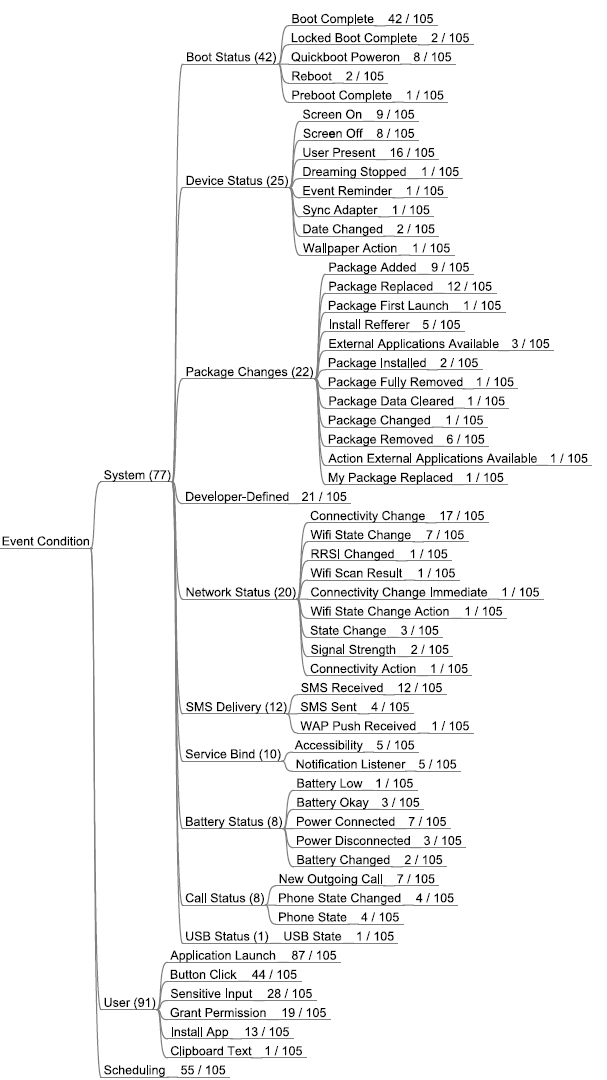 Boot Complete 42 / 105
Locked Boot Complete 2 / 105
Boot Status (42)
Quickboot Poweron 8 / 105
Reboot 2 / 105
Preboot Complete 1 / 105
Screen On 9 / 105
Screen Off 8 / 105
User Present 16 / 105
Dreaming Stopped 1 / 105
Device Status (25)
Event Reminder 1 / 105
Sync Adapter 1 / 105
Date Changed 2 / 105
Wallpaper Action 1 / 105
Package Added 9 / 105
Package Replaced 12 / 105
Package First Launch 1 / 105
Install Refferer 5 / 105
External Applications Available 3 / 105
Package Installed 2 / 105
Package Changes (22)
Package Fully Removed 1 / 105
Package Data Cleared 1 / 105
Package Changed 1 / 105
Package Removed 6 / 105
Action External Applications Available 1 / 105
System (77)
My Package Replaced 1 / 105
Developer-Defined 21 / 105
Connectivity Change 17 / 105
Wifi State Change 7 / 105
Event Condition
RRSI Changed 1 / 105
Wifi Scan Result 1 / 105
Network Status (20)
Connectivity Change Immediate 1 / 105
Wifi State Change Action 1 / 105
State Change 3 / 105
Signal Strength 2 / 105
Connectivity Action 1 / 105
SMS Received 12 / 105
SMS Delivery (12)
SMS Sent 4 / 105
WAP Push Received 1 / 105
Accessibility 5 / 105
Service Bind (10)
Notification Listener 5 / 105
Battery Low 1 / 105
Battery Okay 3 / 105
Battery Status (8)
Power Connected 7 / 105
Power Disconnected 3 / 105
Battery Changed 2 / 105
New Outgoing Call 7 / 105
Call Status (8)
Phone State Changed 4 / 105
Phone State 4 / 105
USB Status (1) USB State 1 / 105
Application Launch 87 / 105
Button Click 44 / 105
Sensitive Input 28 / 105
User (91)
Grant Permission 19 / 105
Install App 13 / 105
Clipboard Text 1 / 105
Scheduling 55 / 105